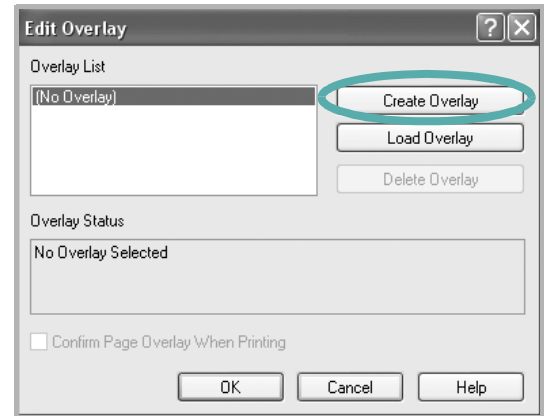 Edit Overlay
Overlay List
(No Overlay)
Create Overlay
Load Overlay
Delete Overlay
Overlay Status
No Overlay Selected
Confirm Page Overlay When Printing
OK Cancel Help